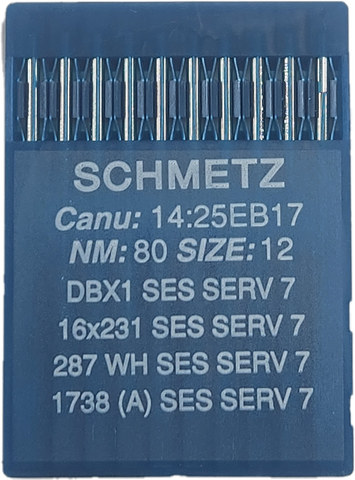 SCHMETZ
Canu: 14:25EB17
NM: 80 SIZE: 12
DBX1 SES SERV 7
16x231 SES SERV 7
287 WH SES SERV 7
1738 (A) SES SERV 7